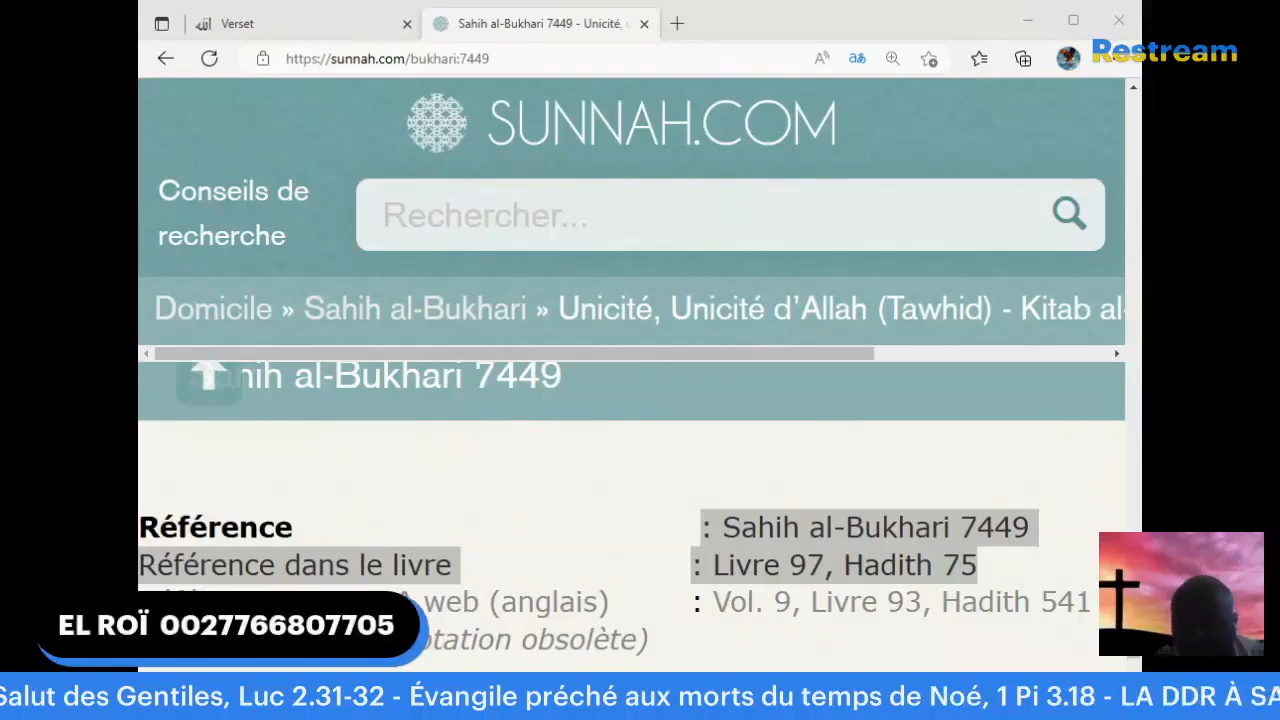 الله Verset
Sahih al-Bukhari 7449 - Unicité,
https://sunnah.com/bukhari:7449
Restream
SUNNAH.COM
Conseils de
recherche
Rechercher...
Domicile » Sahih al-Bukhari » Unicité, Unicité d'Allah (Tawhid) - Kitab al-
Sahih al-Bukhari 7449
Référence : Sahih al-Bukhari 7449
Référence dans le livre : Livre 97, Hadith 75
web (anglais) : Vol. 9, Livre 93, Hadith 541
obsolète)
EL ROÏ 0027766807705
Salut des Gentiles, Luc 2.31-32 - Évangile préché aux morts du temps de Noé, 1 Pi 3.18 - LA DDR À SA